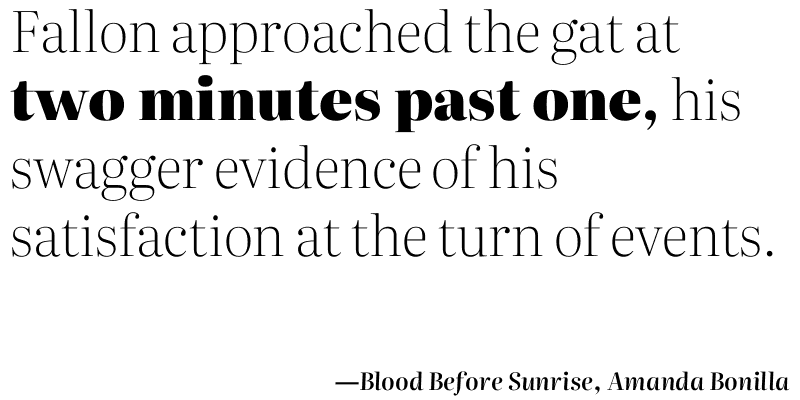 Fallon approached the gat at
two minutes past one, his
swagger evidence of his
satisfaction at the turn of events.
—Blood Before Sunrise, Amanda Bonilla